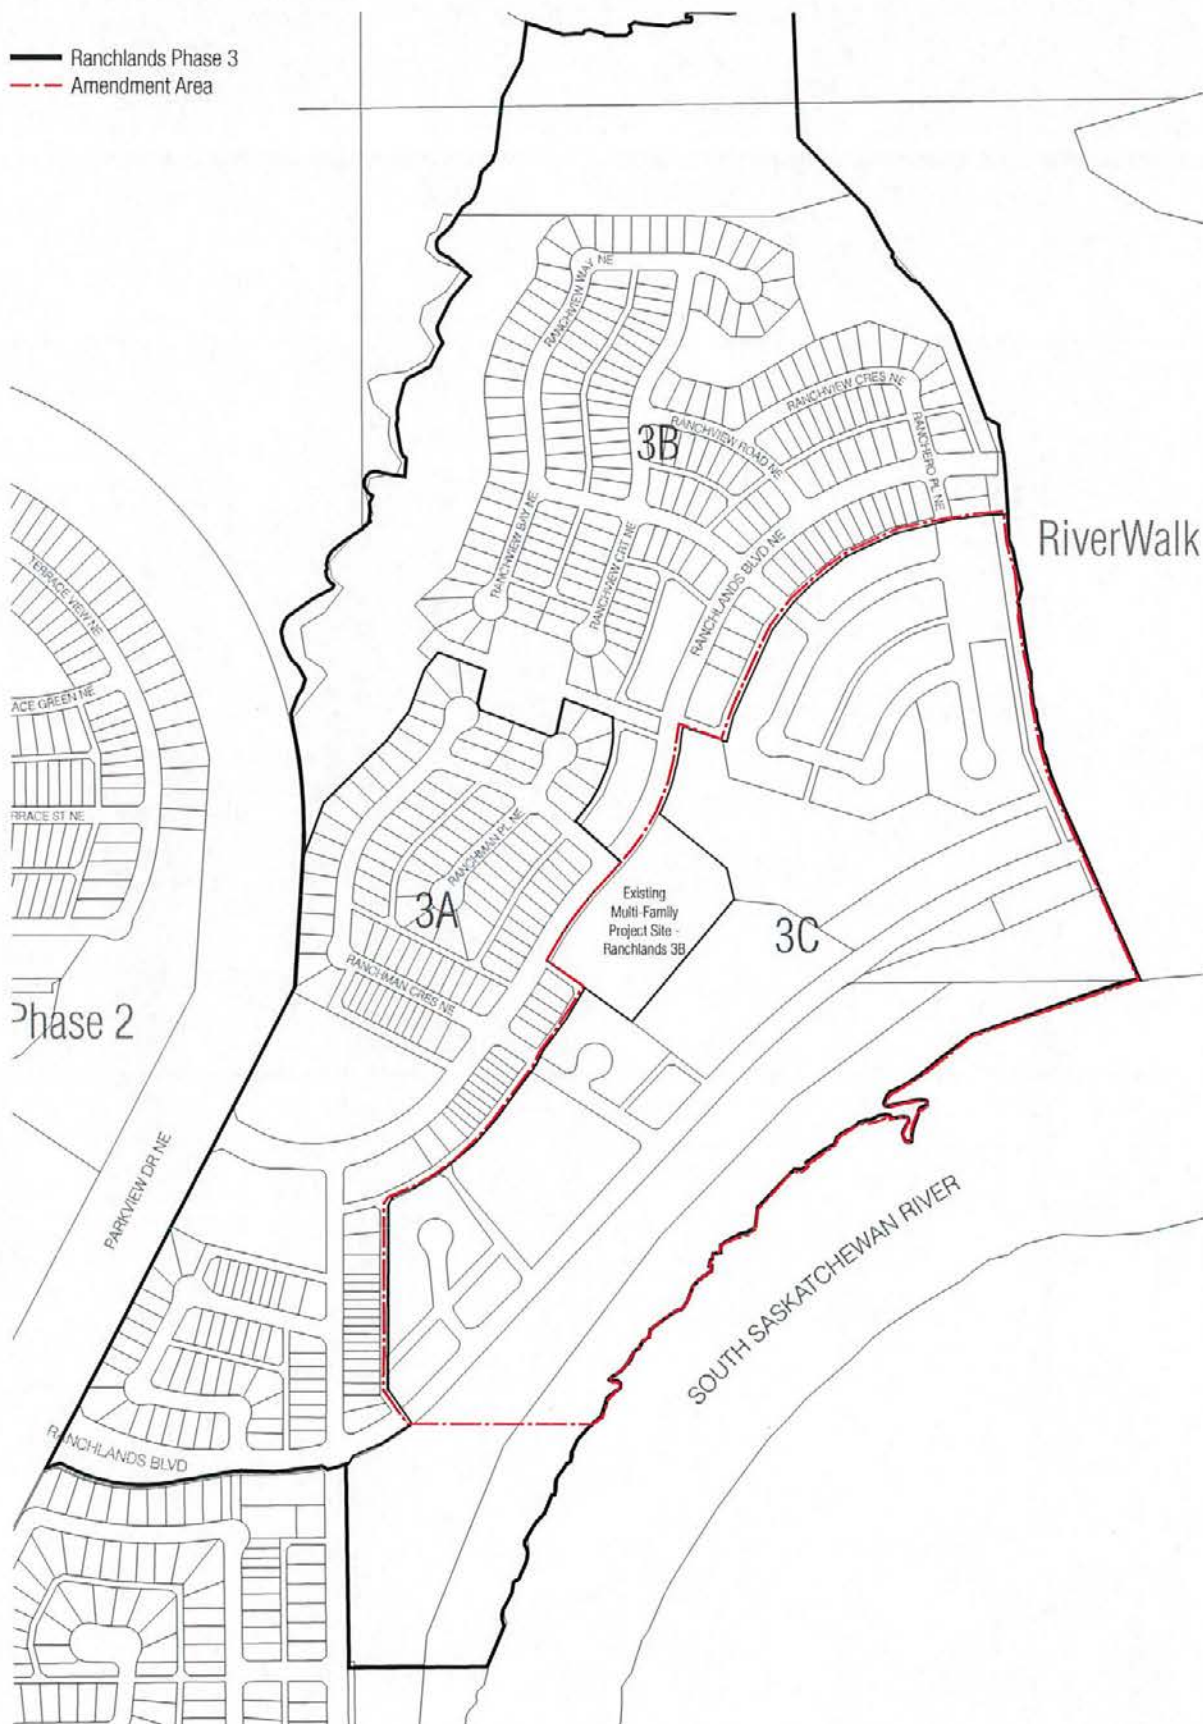 Ranchlands Phase 3
Amendment Area
RANCHVIEW WAY NE
RANCHVIEW CRES NE
RANCHVIEW ROAD NE
RANCHERO PL NE
3B
RANCHVIEW BAY NE
RANCHVIEW CRT NE
RANCHLANDS BLVD NE
RiverWalk
TERRACE VIEW NE
ACE GREEN NE
RRACE ST NE
RANCHMAN PL NE
3A
Existing
Multi-Family
Project Site -
Ranchlands 3B
3C
RANCHMAN CRES NE
Phase 2
PARKVIEW DR NE
SOUTH SASKATCHEWAN RIVER
RANCHLANDS BLVD